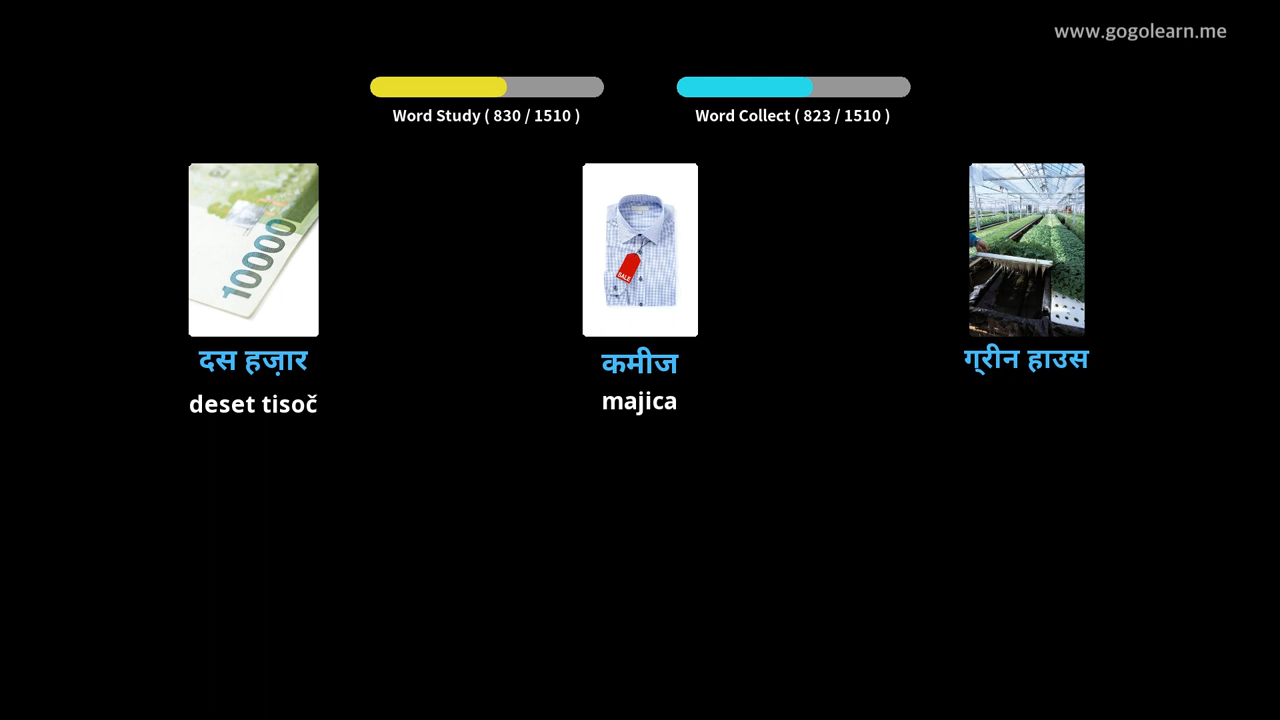 www.gogolearn.me
Word Study ( 830 / 1510 )
Word Collect ( 823 / 1510 )
10000
SALE
दस हज़ार
कमीज
ग्रीन हाउस
deset tisoč
majica